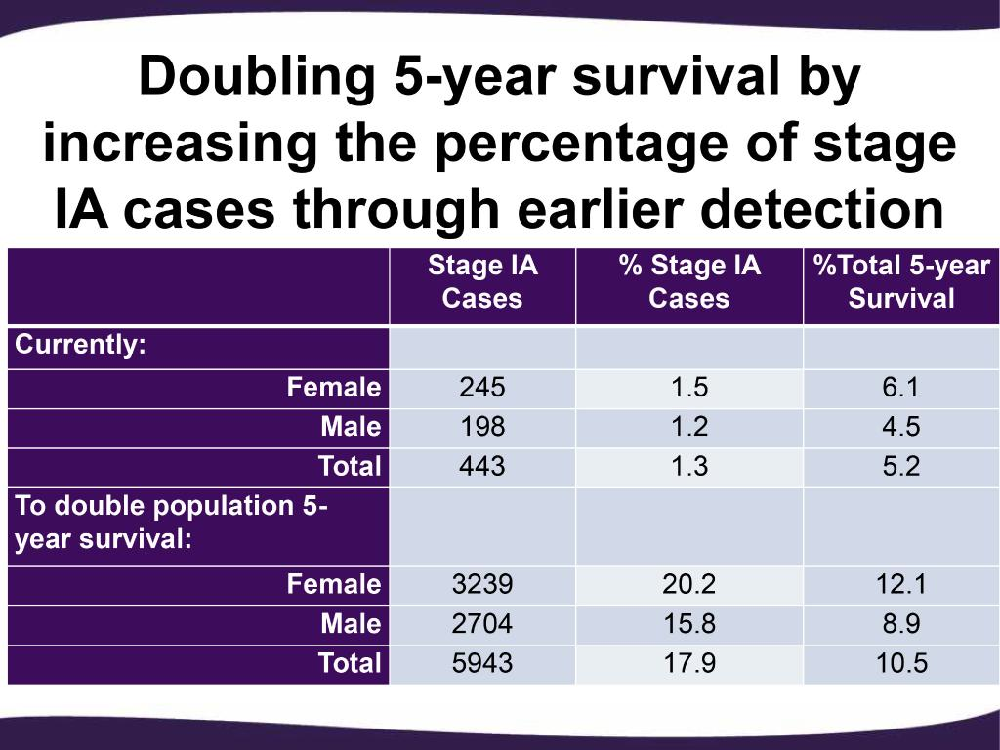 Doubling 5-year survival by
increasing the percentage of stage
IA cases through earlier detection
Stage IA Cases % Stage IA Cases %Total 5-year Survival
Currently:
Female 245 1.5 6.1
Male 198 1.2 4.5
Total 443 1.3 5.2
To double population 5-
year survival:
Female 3239 20.2 12.1
Male 2704 15.8 8.9
Total 5943 17.9 10.5